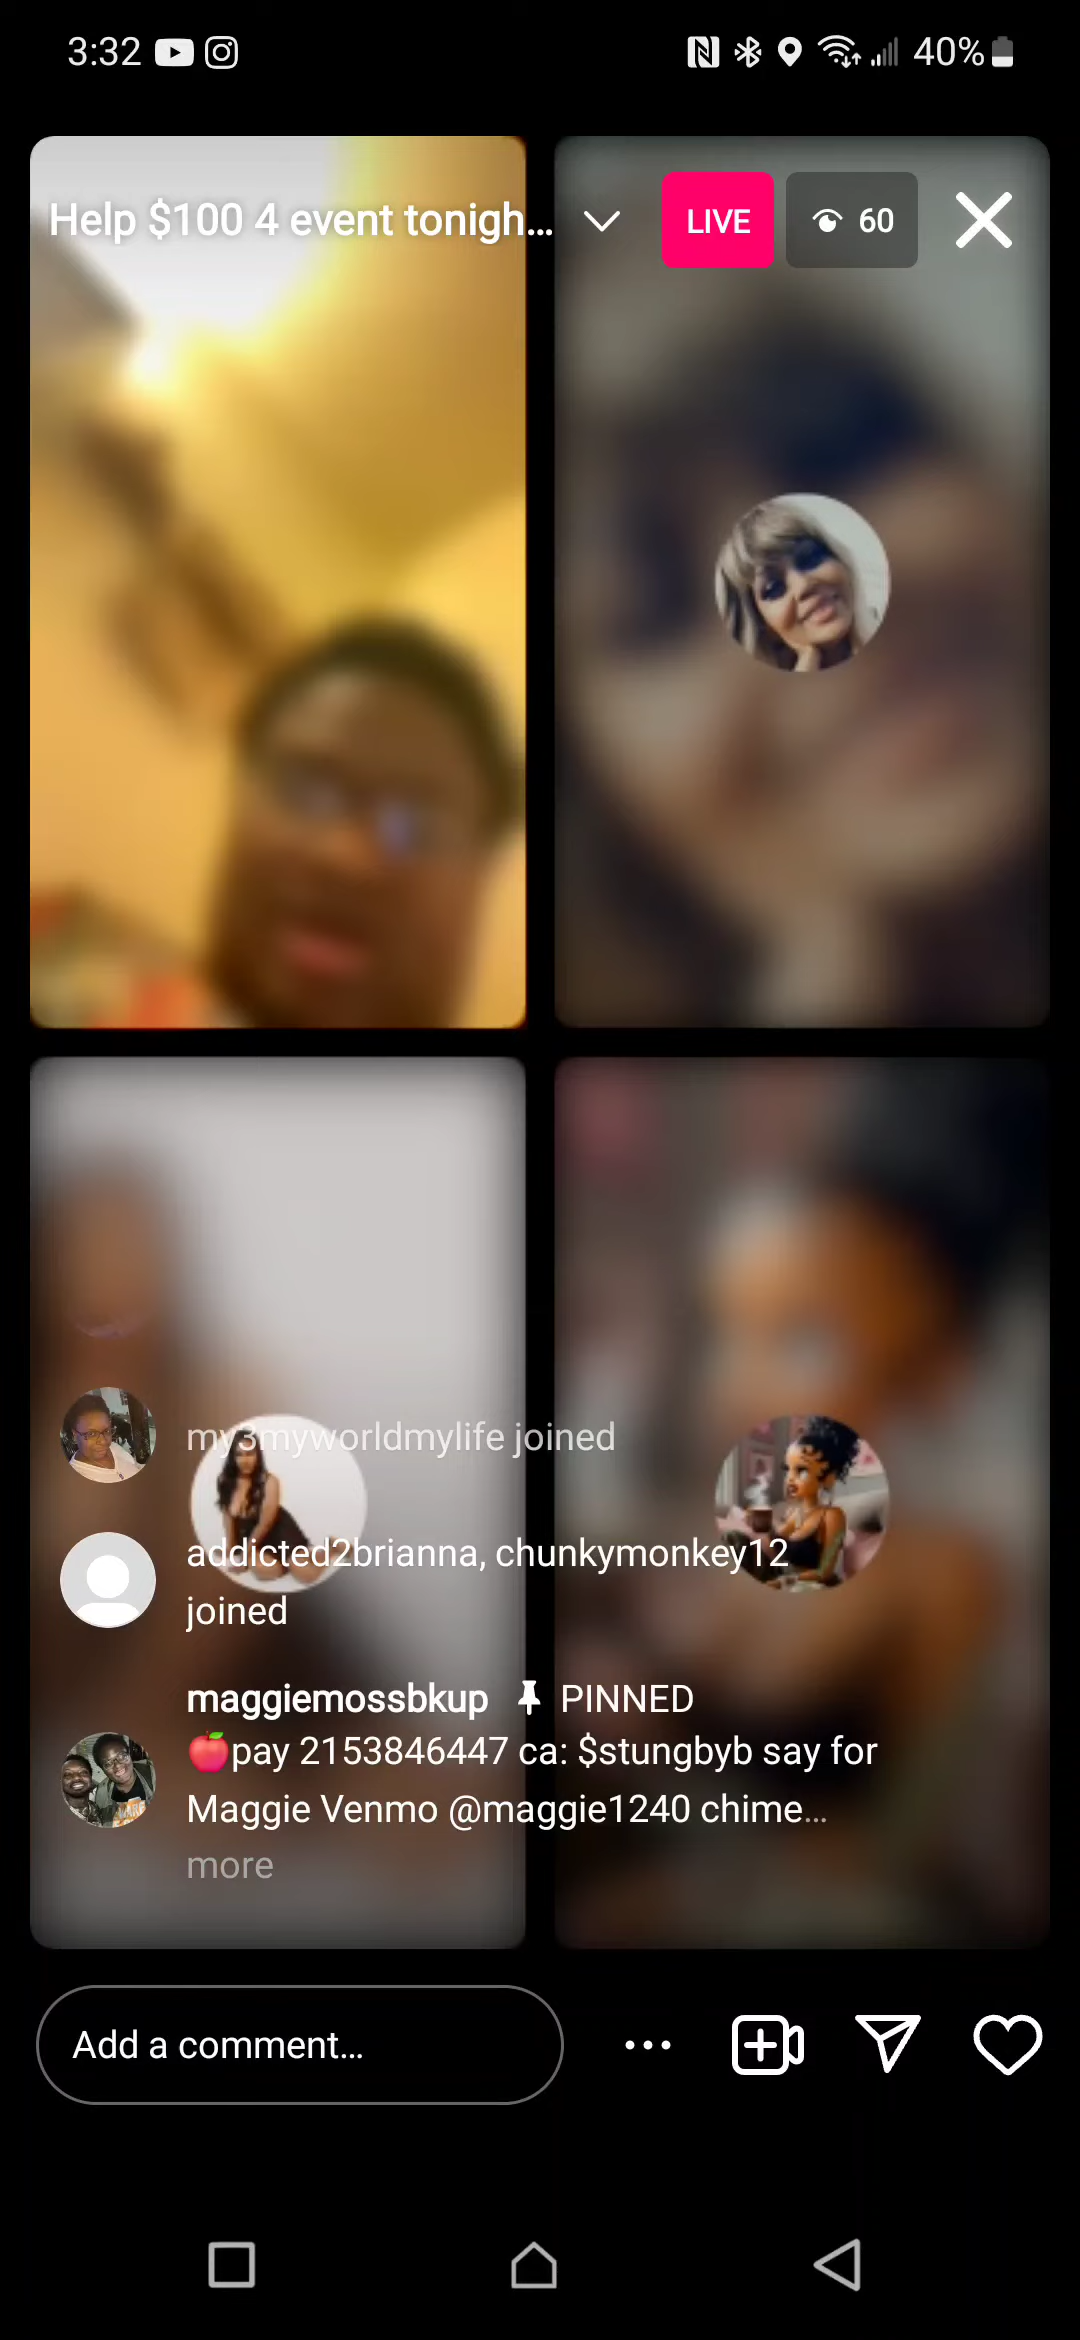 3:32
40%
Help $100 4 event tonigh...
LIVE
60
my3myworldmylife joined
addicted2brianna, chunkymonkey12
joined
maggiemossbkup PINNED
🍎pay 2153846447 ca: $stungbyb say for
Maggie Venmo @maggie1240 chime...
more
Add a comment...